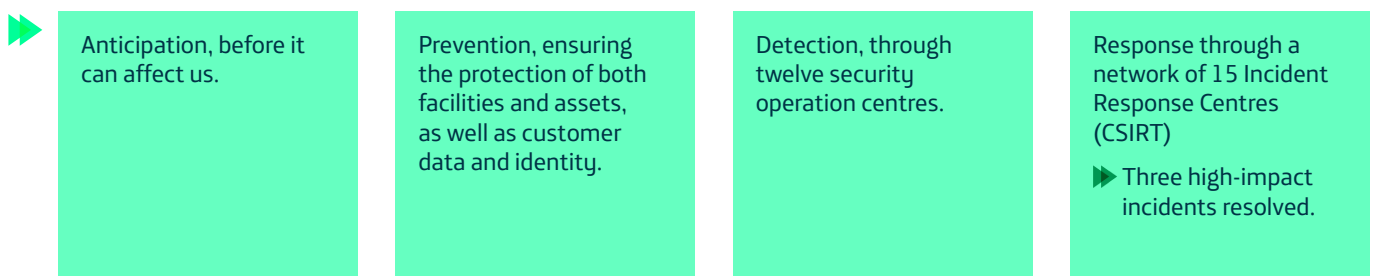 Anticipation, before it
can affect us.
Prevention, ensuring
the protection of both
facilities and assets,
as well as customer
data and identity.
Detection, through
twelve security
operation centres.
Response through a
network of 15 Incident
Response Centres
(CSIRT)
Three high-impact
incidents resolved.